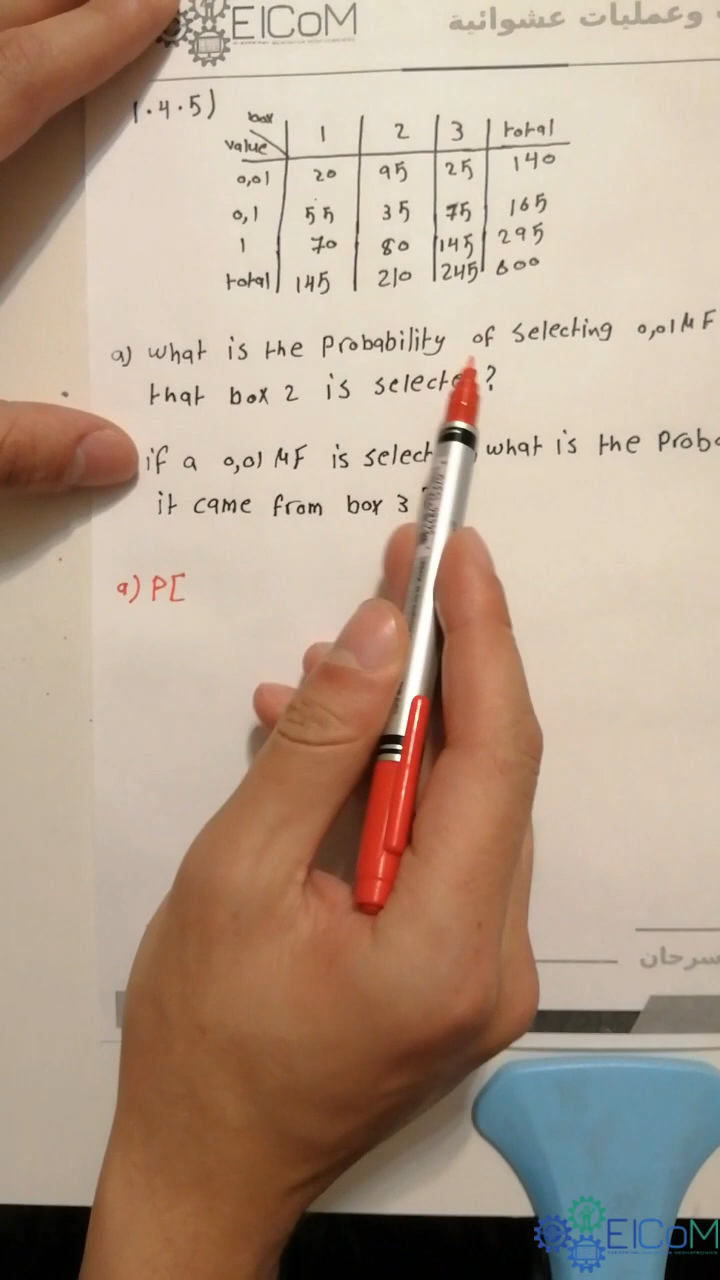 EICoM
وعمليات عشوائية
1.4.5)
box
value 1 2 3 total
0,01 20 95 25 140
0,1 55 35 75 165
1 70 80 145 295
total 145 210 245 600
a) what is the probability of selecting 0,01 MF
that box 2 is selecte ?
if a 0,01 MF is select what is the Proba
it came from box 3
a) P[
سرحان
EICoM